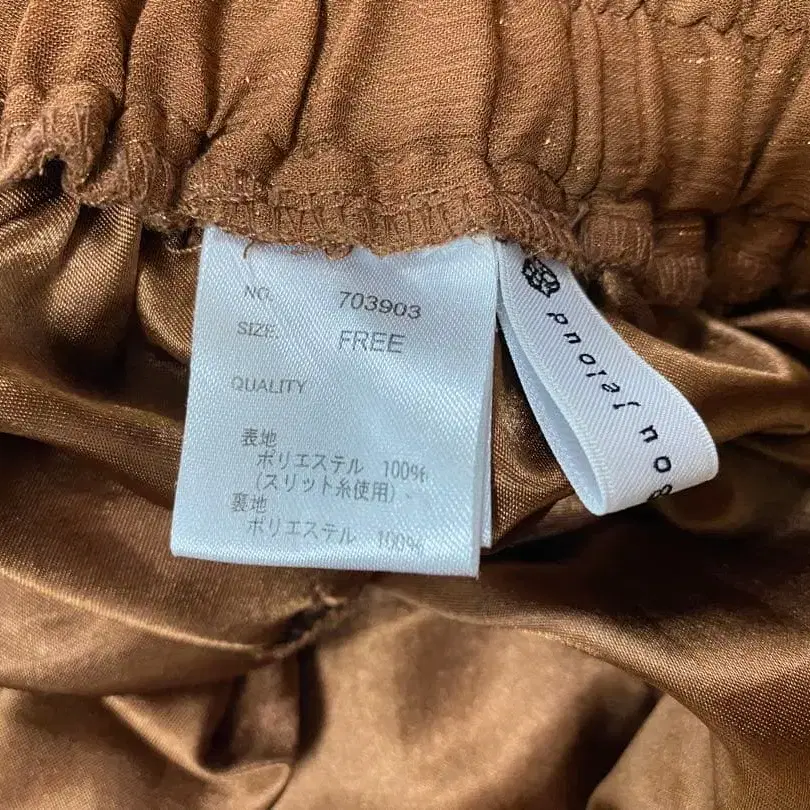 NO. 703903
SIZE. FREE
QUALITY
表地
ポリエステル 100%
(スリット糸使用)
裏地
ポリエステル 100%